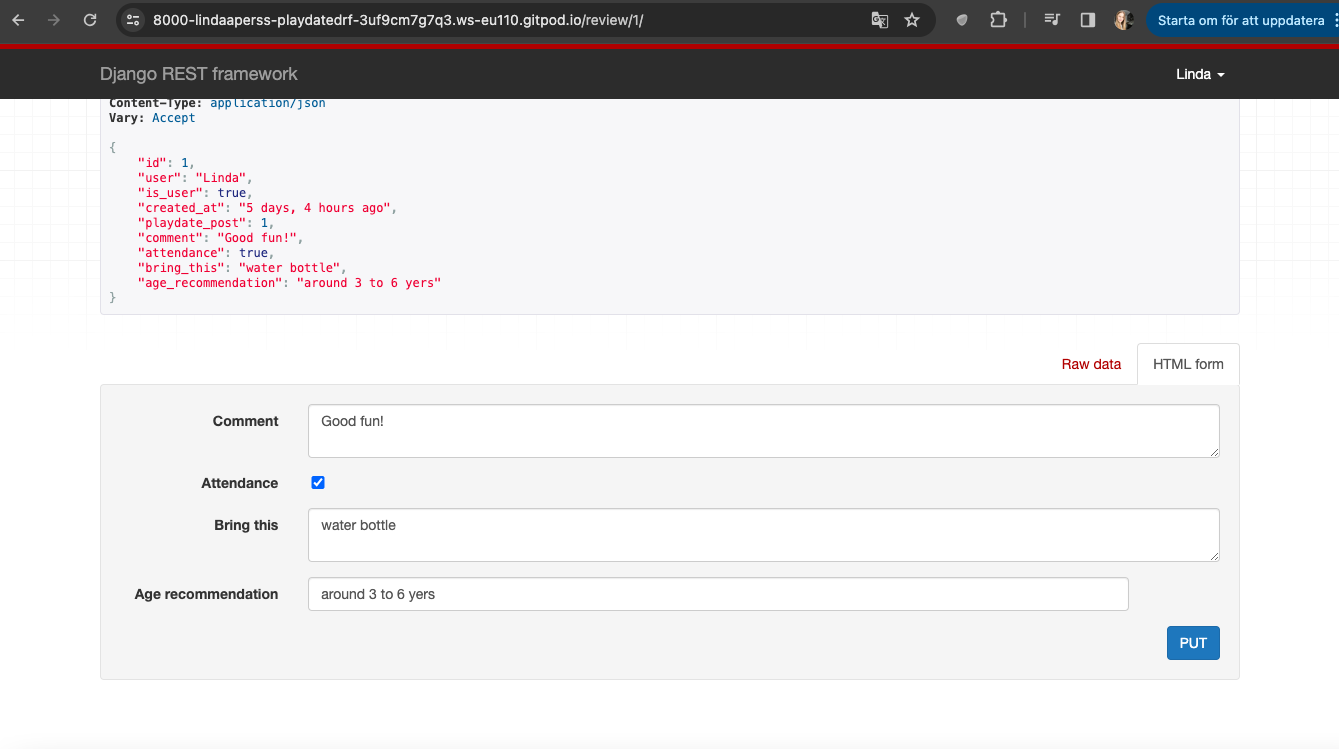 8000-lindaaperss-playdatedrf-3uf9cm7g7q3.ws-eu110.gitpod.io/review/1/
Starta om för att uppdatera
Django REST framework
Linda
Content-Type: application/json
Vary: Accept
{
"id": 1,
"user": "Linda",
"is_user": true,
"created_at": "5 days, 4 hours ago",
"playdate_post": 1,
"comment": "Good fun!",
"attendance": true,
"bring_this": "water bottle",
"age_recommendation": "around 3 to 6 yers"
}
Raw data
HTML form
Comment
Good fun!
Attendance
Bring this
water bottle
Age recommendation
around 3 to 6 yers
PUT